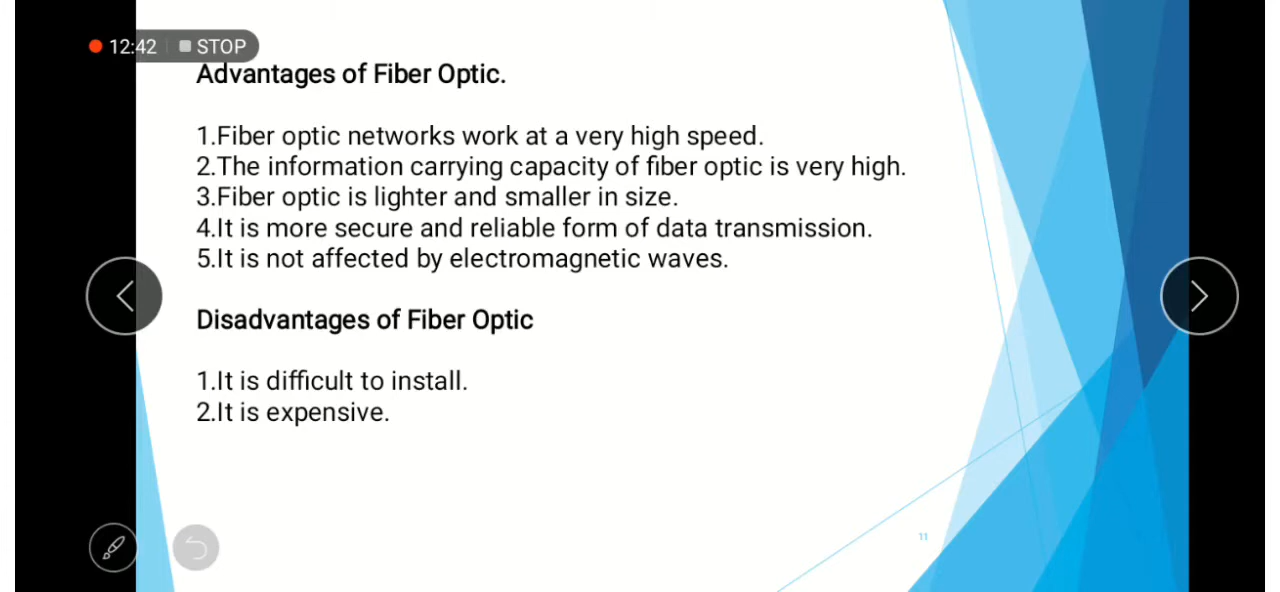 12:42 STOP
Advantages of Fiber Optic.
1.Fiber optic networks work at a very high speed.
2.The information carrying capacity of fiber optic is very high.
3.Fiber optic is lighter and smaller in size.
4.It is more secure and reliable form of data transmission.
5.It is not affected by electromagnetic waves.
Disadvantages of Fiber Optic
1.It is difficult to install.
2.It is expensive.
11